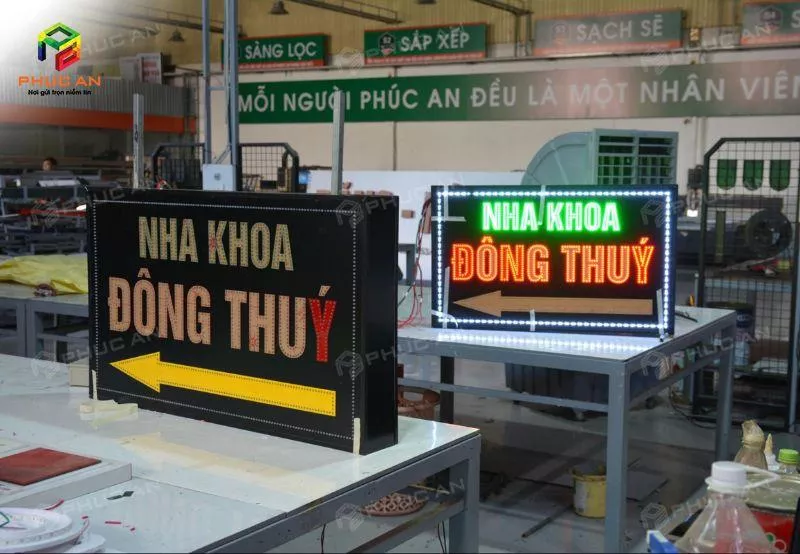 PHÚC AN
Nơi gửi trọn niềm tin
SÀNG LỌC
SẮP XẾP
SẠCH SẼ
MỖI NGƯỜI PHÚC AN ĐỀU LÀ MỘT NHÂN VIÊN
NHA KHOA
ĐÔNG THUÝ
NHA KHOA
ĐÔNG THUÝ